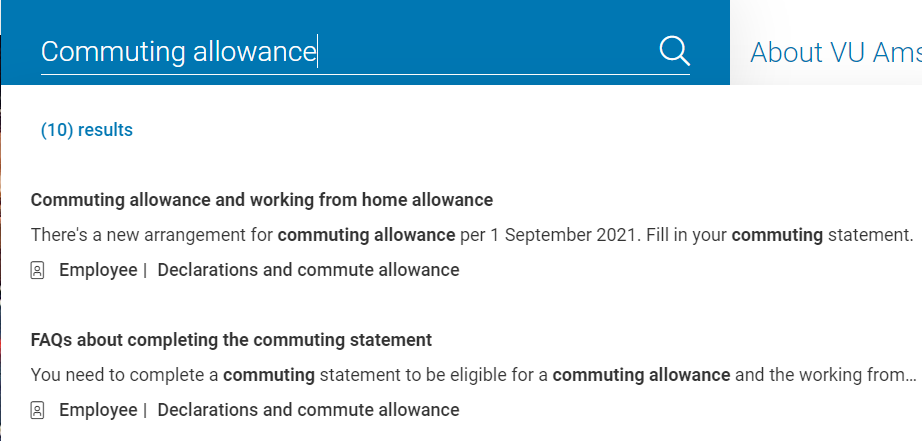 Commuting allowance
About VU Ams
(10) results
Commuting allowance and working from home allowance
There's a new arrangement for commuting allowance per 1 September 2021. Fill in your commuting statement.
Employee | Declarations and commute allowance
FAQs about completing the commuting statement
You need to complete a commuting statement to be eligible for a commuting allowance and the working from...
Employee | Declarations and commute allowance